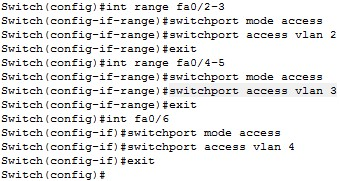 Switch(config)#int range fa0/2-3
Switch(config-if-range)#switchport mode access
Switch(config-if-range)#switchport access vlan 2
Switch(config-if-range)#exit
Switch(config)#int range fa0/4-5
Switch(config-if-range)#switchport mode access
Switch(config-if-range)#switchport access vlan 3
Switch(config-if-range)#exit
Switch(config)#int fa0/6
Switch(config-if)#switchport mode access
Switch(config-if)#switchport access vlan 4
Switch(config-if)#exit
Switch(config)#